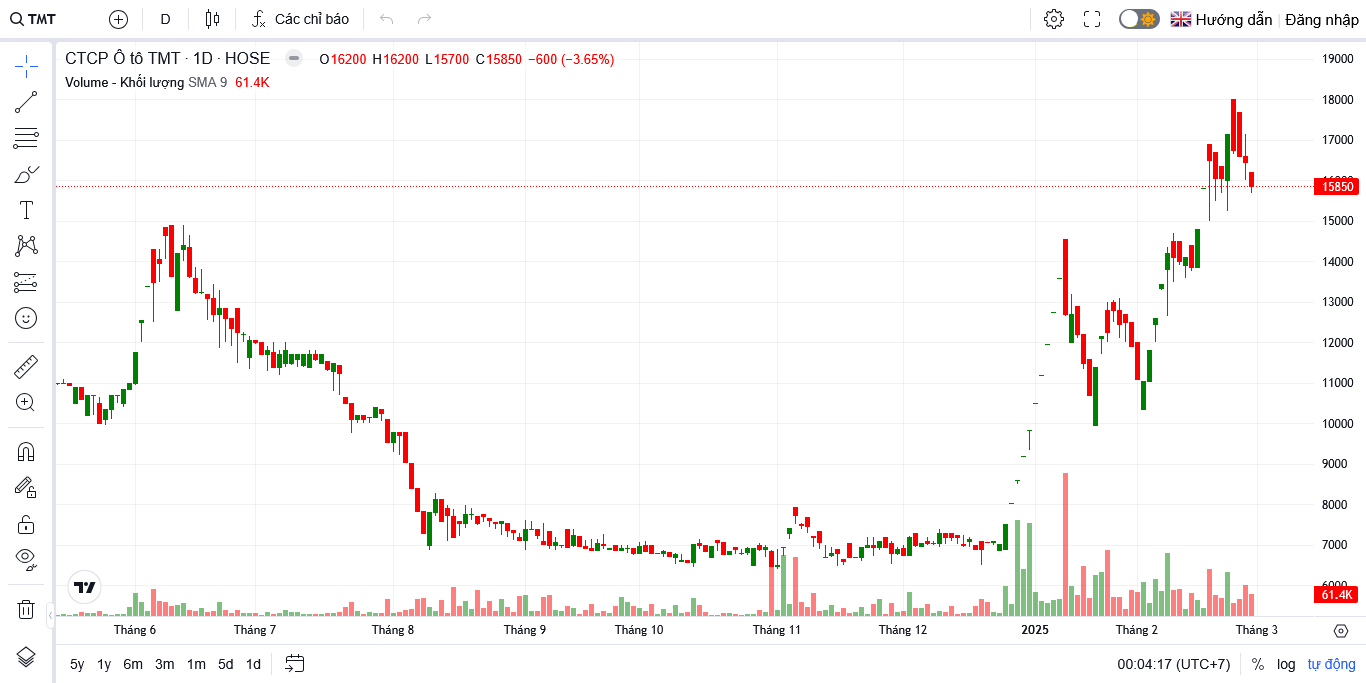 TMT D Các chỉ báo Hướng dẫn Đăng nhập
CTCP Ô tô TMT · 1D · HOSE O16200 H16200 L15700 C15850 −600 (−3.65%)
Volume - Khối lượng SMA 9 61.4K
19000
18000
17000
16000
15850
15000
14000
13000
12000
11000
10000
9000
8000
7000
6000
61.4K
Tháng 6 Tháng 7 Tháng 8 Tháng 9 Tháng 10 Tháng 11 Tháng 12 2025 Tháng 2 Tháng 3
5y 1y 6m 3m 1m 5d 1d 00:04:17 (UTC+7) % log tự động